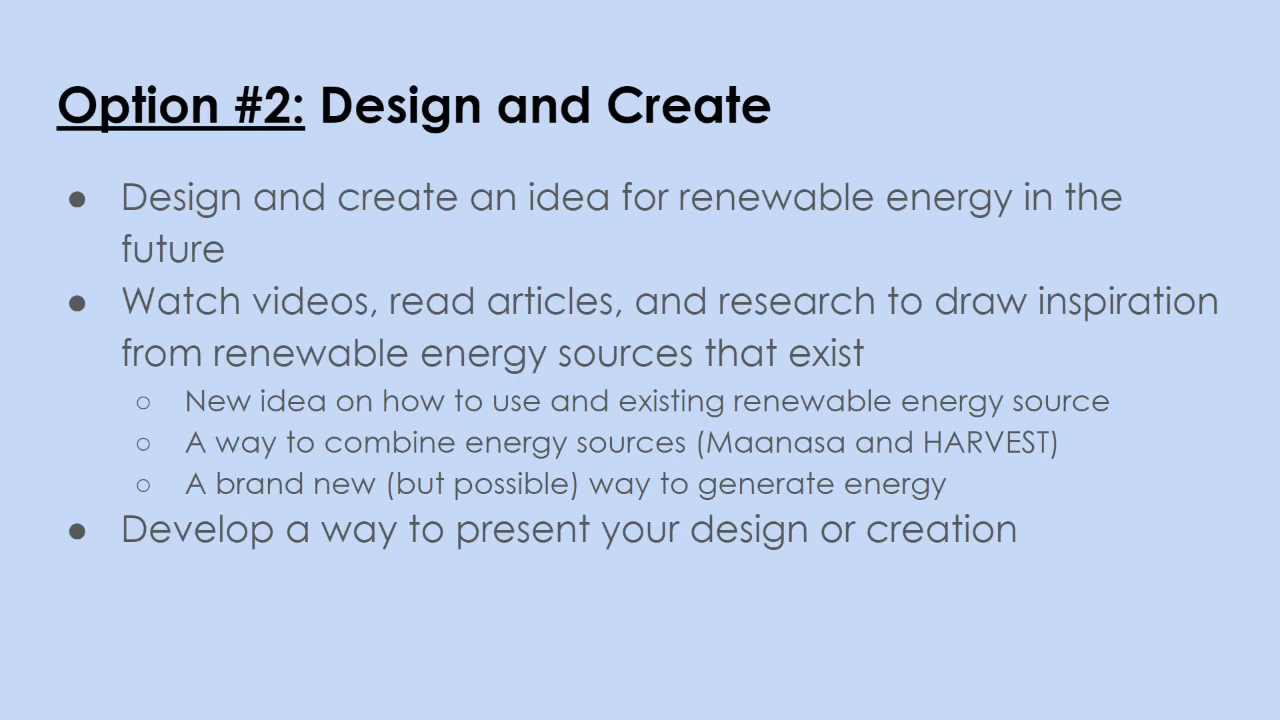 Option #2: Design and Create
● Design and create an idea for renewable energy in the
future
● Watch videos, read articles, and research to draw inspiration
from renewable energy sources that exist
○ New idea on how to use and existing renewable energy source
○ A way to combine energy sources (Maanasa and HARVEST)
○ A brand new (but possible) way to generate energy
● Develop a way to present your design or creation